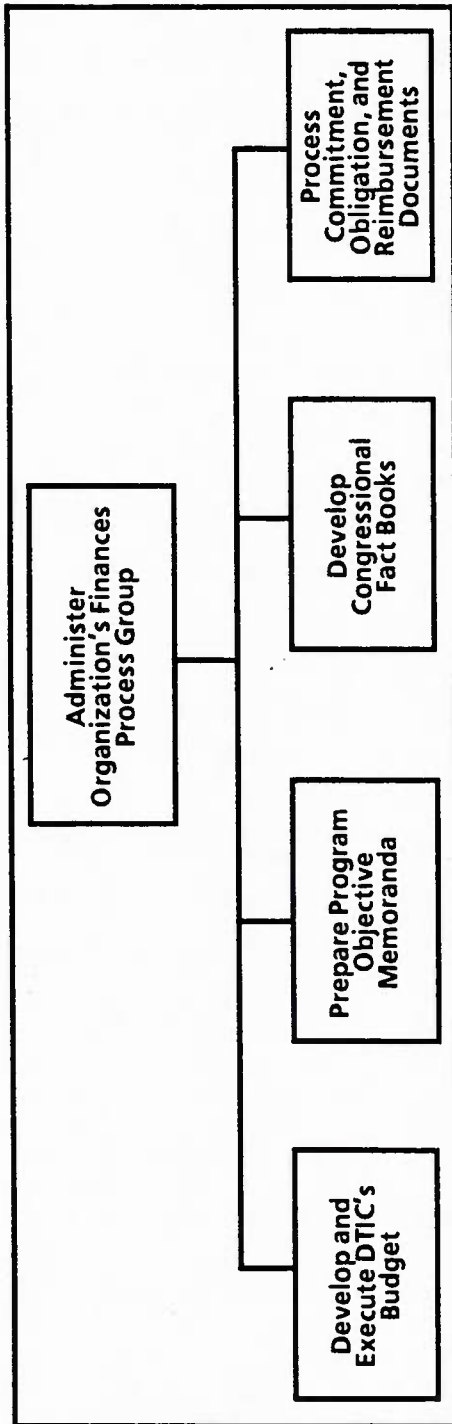 Administer
Organization's Finances
Process Group
Develop and
Execute DTIC's
Budget
Prepare Program
Objective
Memoranda
Develop
Congressional
Fact Books
Process
Commitment,
Obligation, and
Reimbursement
Documents